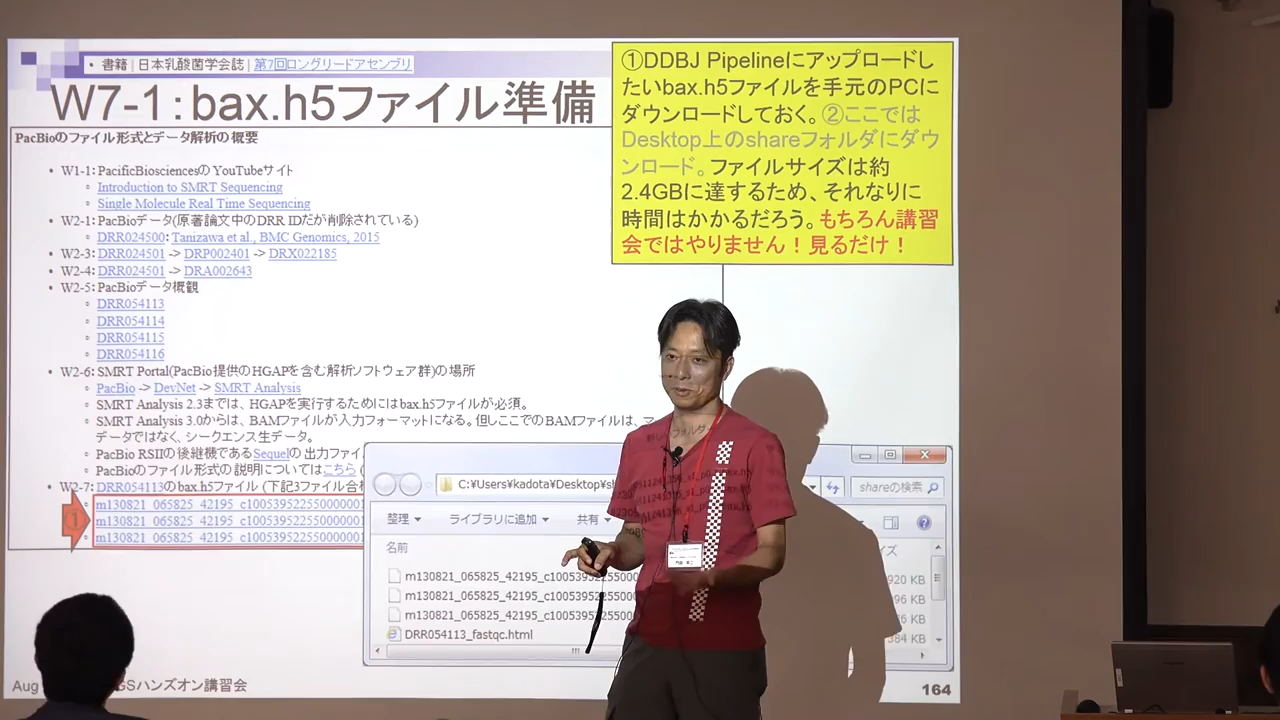 • 書籍 | 日本乳酸菌学会誌 | 第7回ロングリードアセンブリ
W7-1：bax.h5ファイル準備
①DDBJ Pipelineにアップロードし
たいbax.h5ファイルを手元のPCに
ダウンロードしておく。②ここでは
Desktop上のshareフォルダにダウ
ンロード。ファイルサイズは約
2.4GBに達するため、それなりに
時間はかかるだろう。もちろん講習
会ではやりません！見るだけ！
PacBioのファイル形式とデータ解析の概要
• W1-1: PacificBiosciencesの YouTubeサイト
Introduction to SMRT Sequencing
Single Molecule Real Time Sequencing
• W2-1: PacBioデータ(原著論文中のDRR IDだが削除されている)
DRR024500: Tanizawa et al., BMC Genomics, 2015
• W2-3: DRR024501 -> DRP002401 -> DRX022185
• W2-4: DRR024501 -> DRA002643
• W2-5: PacBioデータ概観
DRR054113
DRR054114
DRR054115
DRR054116
• W2-6: SMRT Portal(PacBio提供のHGAPを含む解析ソフトウェア群)の場所
PacBio -> DevNet -> SMRT Analysis
SMRT Analysis 2.3までは、HGAPを実行するためにはbax.h5ファイルが必須。
SMRT Analysis 3.0からは、BAMファイルが入力フォーマットになる。但しここでのBAMファイルは、マ
データではなく、シークエンス生データ。
PacBio RSIIの後継機であるSequelの出力ファイ
PacBioのファイル形式の説明についてはこちら (
• W2-7: DRR054113のbax.h5ファイル (下記3ファイル合
①
m130821_065825_42195_c1005395225500000001
m130821_065825_42195_c1005395225500000001
m130821_065825_42195_c1005395225500000001
C:¥Users¥kadota¥Desktop¥sh
shareの検索
整理
ライブラリに追加
共有
名前
ズ
m130821_065825_42195_c10053952255000
920 KB
m130821_065825_42195_c10053952255000
96 KB
m130821_065825_42195_c1005395255000
6 KB
DRR054113_fastqc.html
384 KB
Aug
GSハンズオン講習会
164